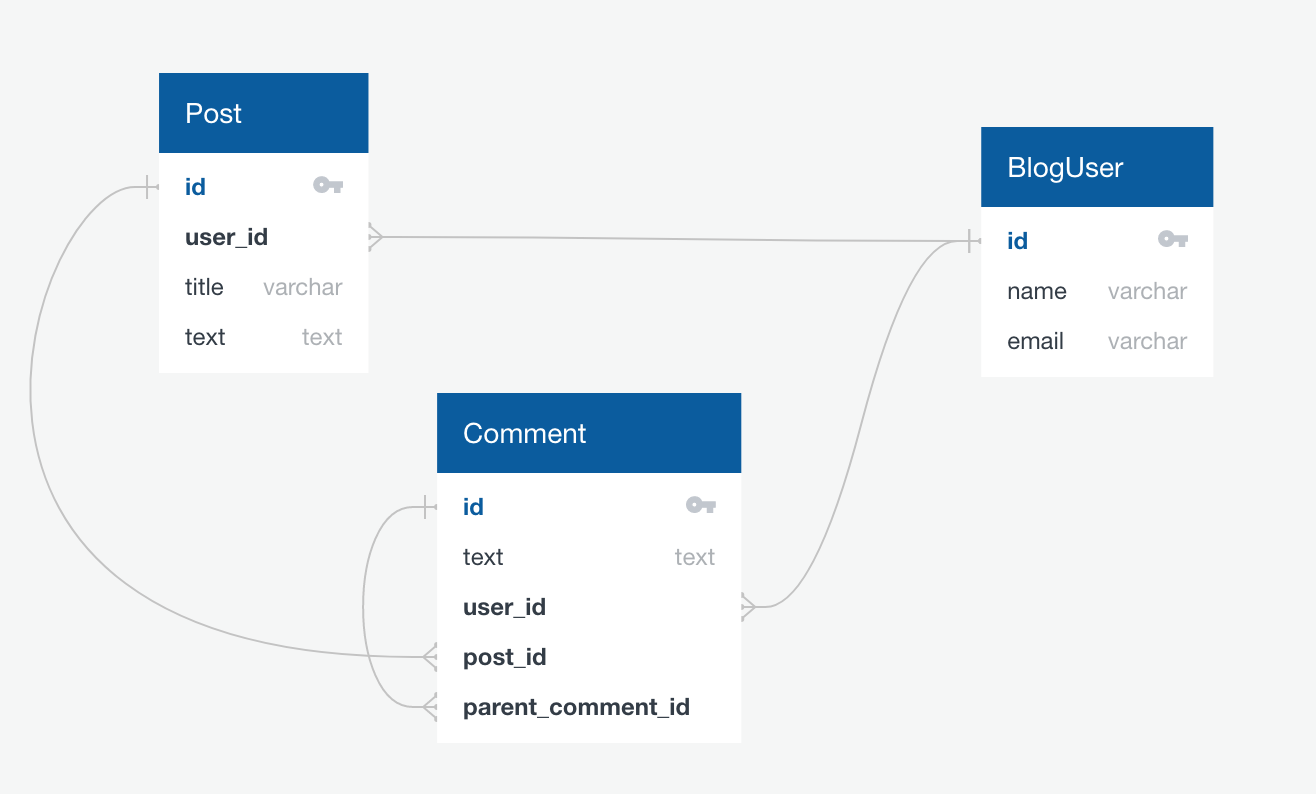 Post
id
user_id
title varchar
text text
BlogUser
id
name varchar
email varchar
Comment
id
text text
user_id
post_id
parent_comment_id